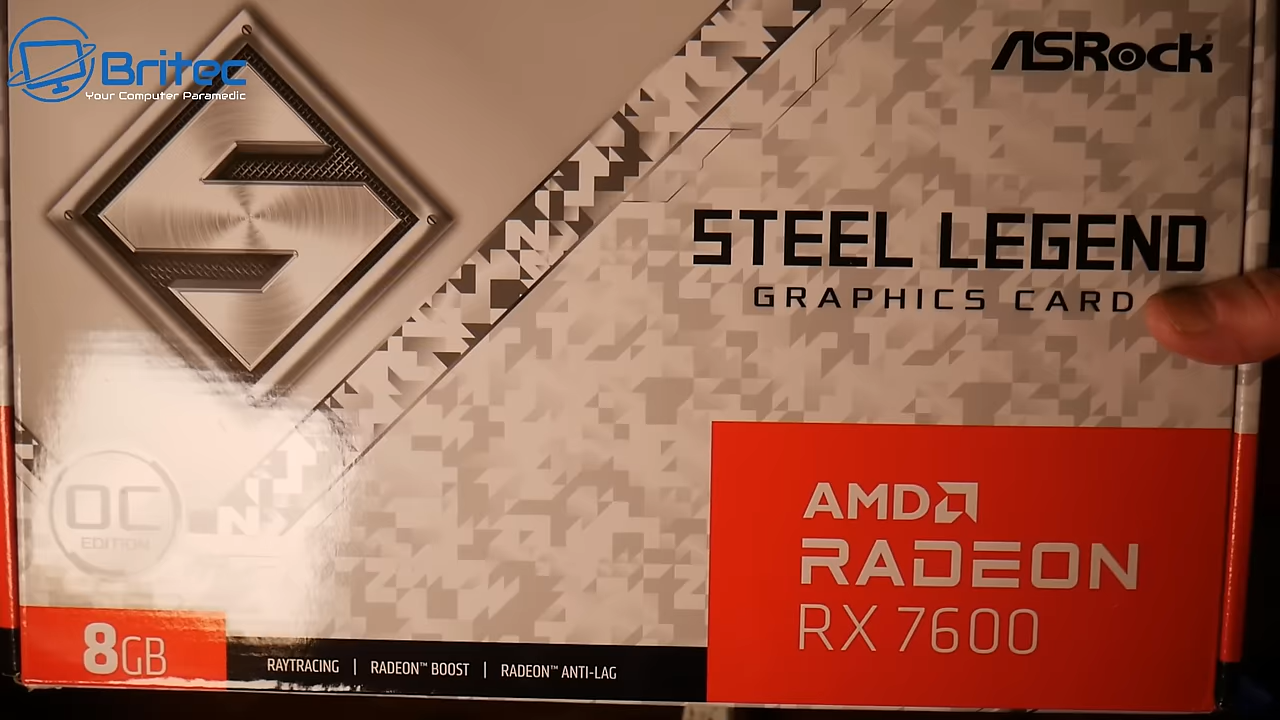 Britec
Your Computer Paramedic
ASRock
STEEL LEGEND
GRAPHICS CARD
OC
EDITION
AMD
RADEON
RX 7600
8GB
RAYTRACING | RADEON™ BOOST | RADEON™ ANTI-LAG